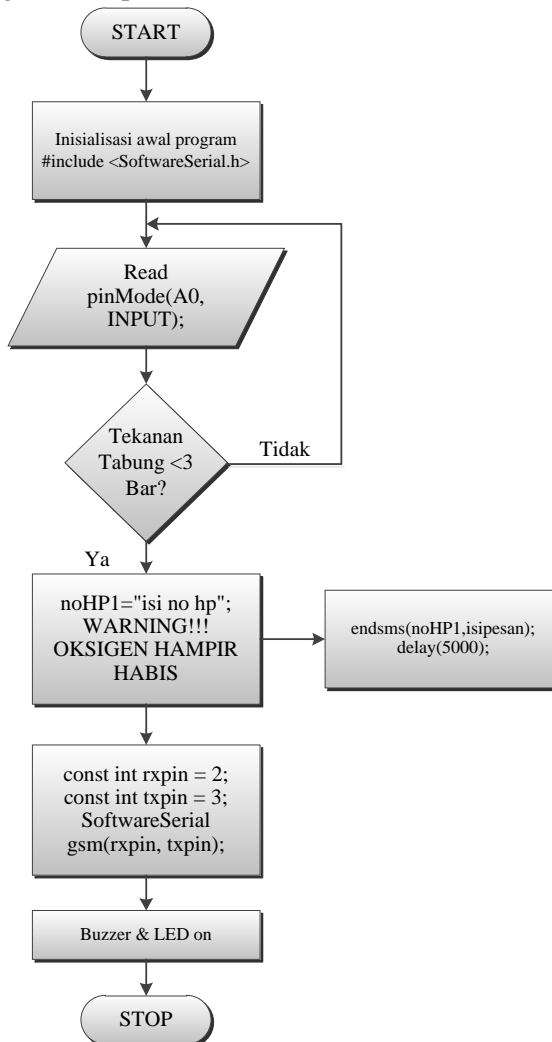 START
Inisialisasi awal program
#include <SoftwareSerial.h>
Read
pinMode(A0,
INPUT);
Tekanan
Tabung <3
Bar?
Tidak
Ya
noHP1="isi no hp";
WARNING!!!
OKSIGEN HAMPIR
HABIS
endsms(noHP1,isipesan);
delay(5000);
const int rxpin = 2;
const int txpin = 3;
SoftwareSerial
gsm(rxpin, txpin);
Buzzer & LED on
STOP